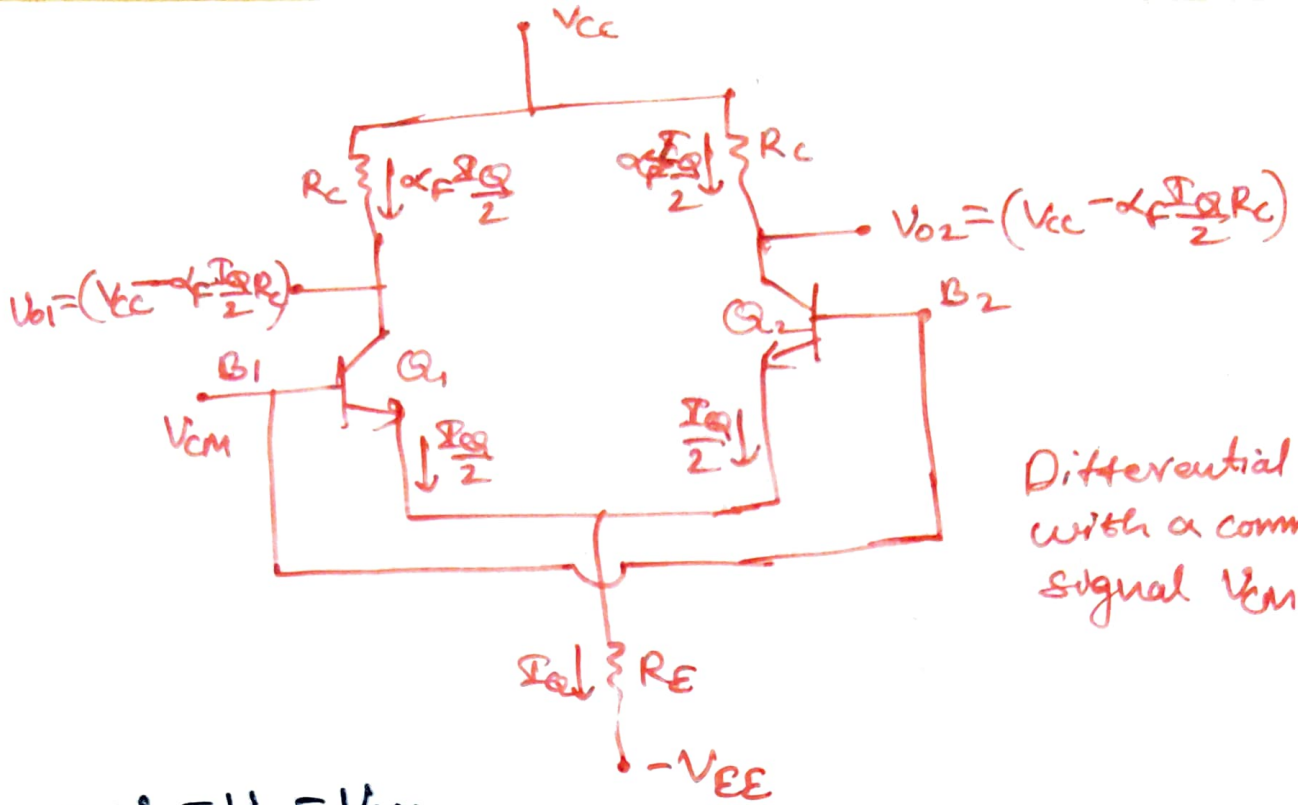 VCC
RC
αF IQ/2
αF IQ/2
RC
Vo2=(VCC-αF IQ/2 RC)
Vo1=(VCC-αF IQ/2 RC)
B1
Q1
Q2
B2
VCM
IQ/2
IQ/2
Differential
with a comm
signal VCM
IQ
RE
-VEE
=V =VCM